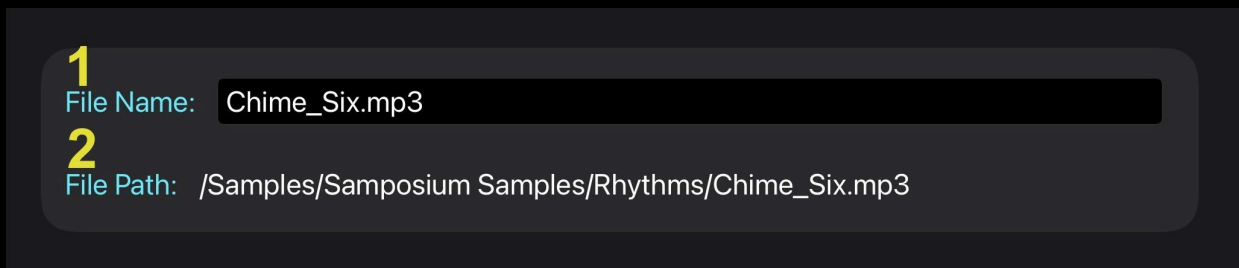 1
File Name: Chime_Six.mp3
2
File Path: /Samples/Samposium Samples/Rhythms/Chime_Six.mp3